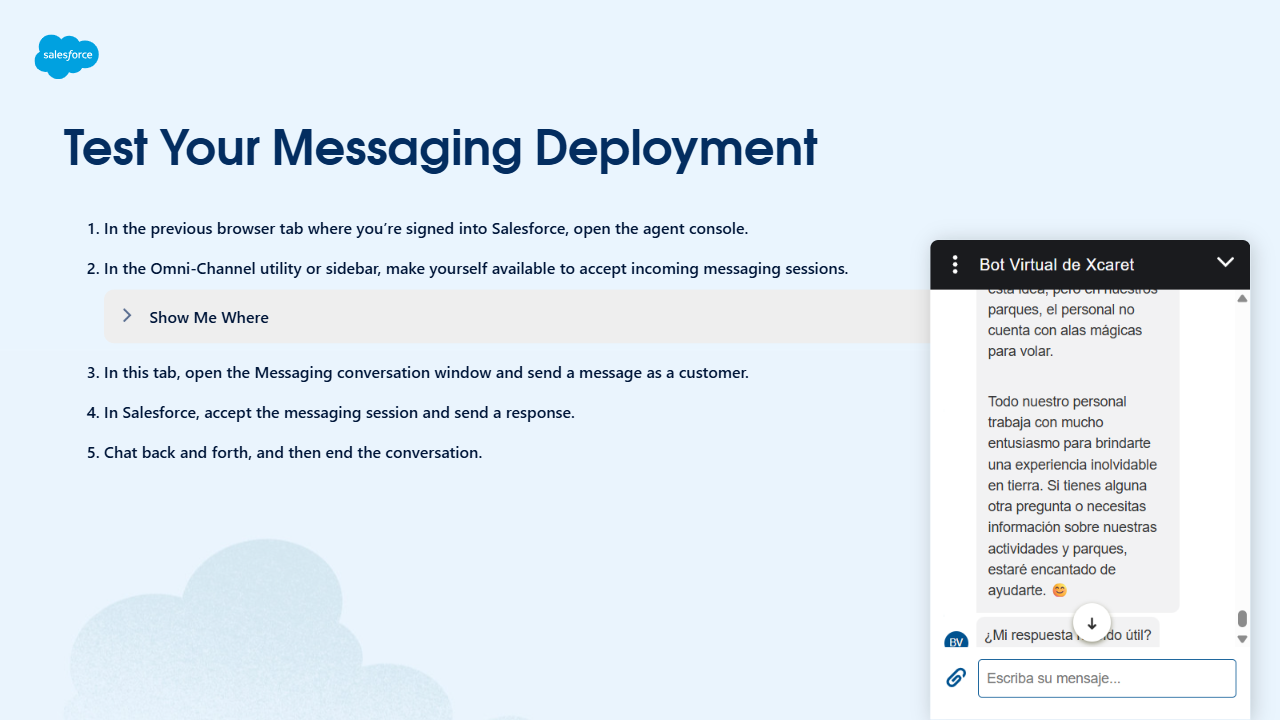 salesforce
Test Your Messaging Deployment
1. In the previous browser tab where you’re signed into Salesforce, open the agent console.
2. In the Omni-Channel utility or sidebar, make yourself available to accept incoming messaging sessions.
Show Me Where
3. In this tab, open the Messaging conversation window and send a message as a customer.
4. In Salesforce, accept the messaging session and send a response.
5. Chat back and forth, and then end the conversation.
Bot Virtual de Xcaret
esta idea, pero en nuestros
parques, el personal no
cuenta con alas mágicas
para volar.
Todo nuestro personal
trabaja con mucho
entusiasmo para brindarte
una experiencia inolvidable
en tierra. Si tienes alguna
otra pregunta o necesitas
información sobre nuestras
actividades y parques,
estaré encantado de
ayudarte. 😊
BV
¿Mi respuesta útil?
Escriba su mensaje...